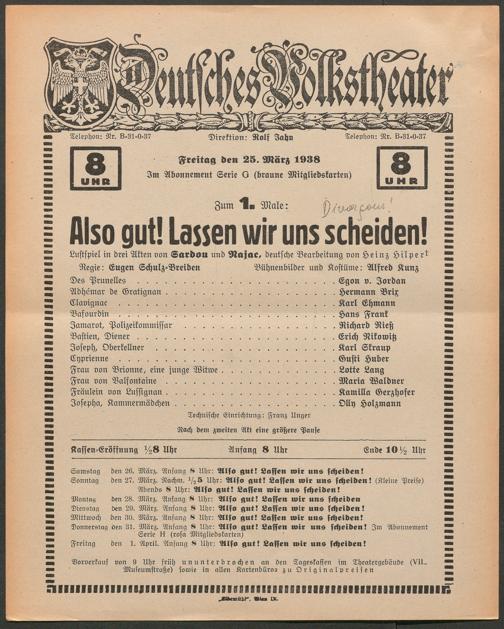 Deutsches Volkstheater
Telephon: Nr. B-31-0-37 Direktion: Rolf Jahn Telephon: Nr. B-31-0-37
8 UHR Freitag den 25. März 1938 8 UHR
Im Abonnement Serie G (braune Mitgliedskarten)
Zum 1. Male: Divorçons!
Also gut! Lassen wir uns scheiden!
Lustspiel in drei Akten von Sardou und Najac, deutsche Bearbeitung von Heinz Hilpert
Regie: Eugen Schulz-Breiden Bühnenbilder und Kostüme: Alfred Kunz
Des Prunelles Egon v. Jordan
Adhémar de Gratignan Hermann Brix
Clavignac Karl Ehmann
Bafourdin Hans Frank
Jamarot, Polizeikommissar Richard Rieß
Bastien, Diener Erich Nikowitz
Joseph, Oberkellner Karl Skraup
Cyprienne Gusti Huber
Frau von Brionne, eine junge Witwe Lotte Lang
Frau von Valfontaine Maria Waldner
Fräulein von Lussignan Kamilla Gerzhofer
Josepha, Kammermädchen Olly Holzmann
Technische Einrichtung: Franz Unger
Nach dem zweiten Akt eine größere Pause
Kassen-Eröffnung ½8 Uhr Anfang 8 Uhr Ende 10½ Uhr
Samstag den 26. März. Anfang 8 Uhr: Also gut! Lassen wir uns scheiden!
Sonntag den 27. März. Nachm. ½5 Uhr: Also gut! Lassen wir uns scheiden! (Kleine Preise)
Abends 8 Uhr: Also gut! Lassen wir uns scheiden!
Montag den 28. März. Anfang 8 Uhr: Also gut! Lassen wir uns scheiden
Dienstag den 29. März. Anfang 8 Uhr: Also gut! Lassen wir uns scheiden!
Mittwoch den 30. März. Anfang 8 Uhr: Also gut! Lassen wir uns scheiden!
Donnerstag den 31. März. Anfang 8 Uhr: Also gut! Lassen wir uns scheiden! Im Abonnement
Serie H (rosa Mitgliedskarten)
Freitag den 1. April. Anfang 8 Uhr: Also gut! Lassen wir uns scheiden!
Vorverkauf von 9 Uhr früh ununterbrochen an den Tageskassen im Theatergebäude (VII.,
Museumstraße) sowie in allen Kartenbüros zu Originalpreisen
„Elbemühl“, Wien IX.